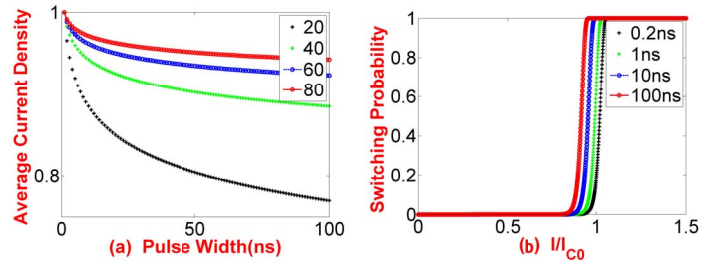 Average Current Density
1
0.8
0
50
100
20
40
60
80
(a) Pulse Width(ns)
Switching Probability
1
0.8
0.6
0.4
0.2
0
0
0.5
1
1.5
0.2ns
1ns
10ns
100ns
(b) I/I_C0